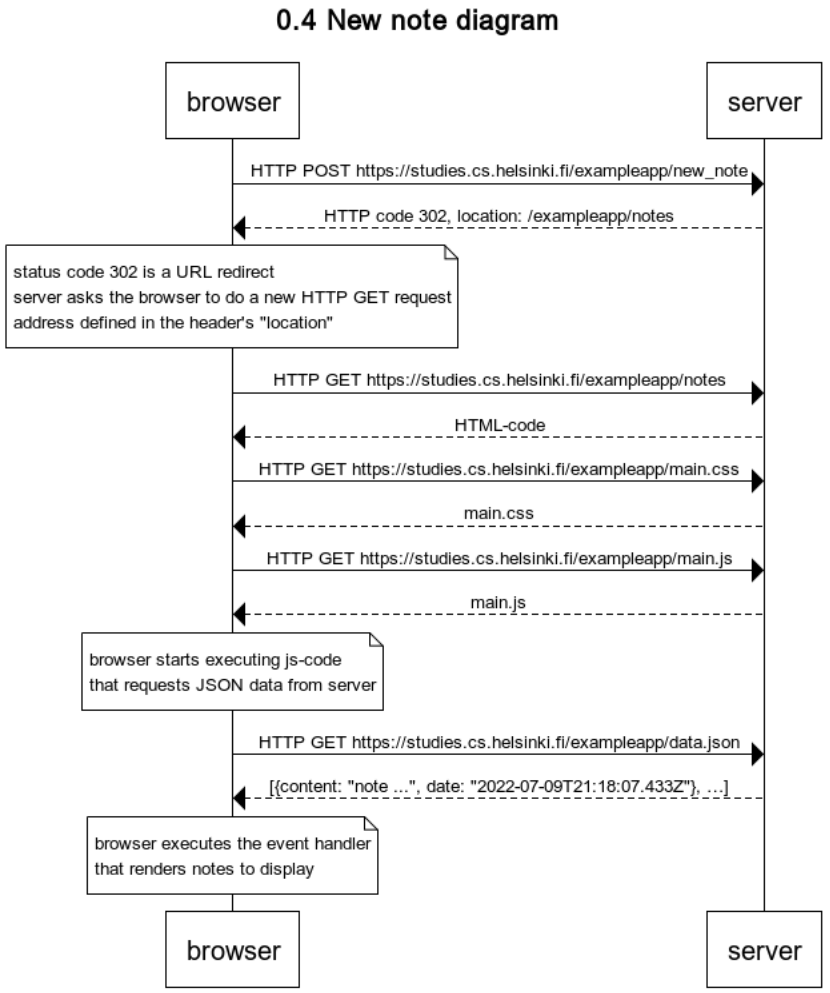 0.4 New note diagram
browser
server
HTTP POST https://studies.cs.helsinki.fi/exampleapp/new_note
HTTP code 302, location: /exampleapp/notes
status code 302 is a URL redirect
server asks the browser to do a new HTTP GET request
address defined in the header's "location"
HTTP GET https://studies.cs.helsinki.fi/exampleapp/notes
HTML-code
HTTP GET https://studies.cs.helsinki.fi/exampleapp/main.css
main.css
HTTP GET https://studies.cs.helsinki.fi/exampleapp/main.js
main.js
browser starts executing js-code
that requests JSON data from server
HTTP GET https://studies.cs.helsinki.fi/exampleapp/data.json
[{content: "note ...", date: "2022-07-09T21:18:07.433Z"}, ...]
browser executes the event handler
that renders notes to display
browser
server